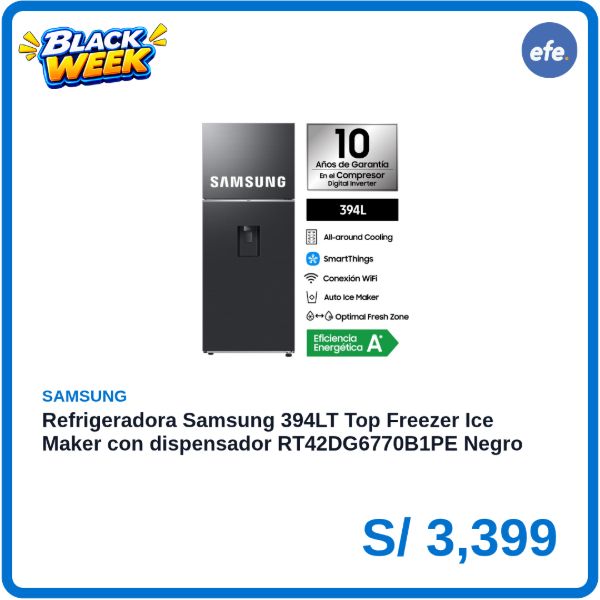 BLACK
WEEK
efe.
SAMSUNG
10
Años de Garantía
En el Compresor
Digital Inverter
394L
All-around Cooling
SmartThings
Conexión WiFi
Auto Ice Maker
Optimal Fresh Zone
Eficiencia
Energética A*
SAMSUNG
Refrigeradora Samsung 394LT Top Freezer Ice
Maker con dispensador RT42DG6770B1PE Negro
S/ 3,399